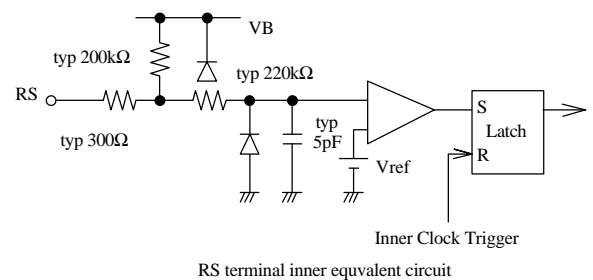 VB
typ 200kΩ
typ 220kΩ
RS
typ 300Ω
typ
5pF
Vref
S
Latch
R
Inner Clock Trigger
RS terminal inner equvalent circuit